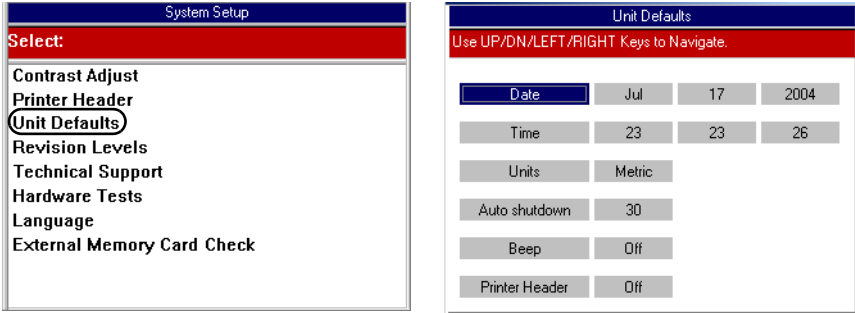 System Setup
Select:
Contrast Adjust
Printer Header
Unit Defaults
Revision Levels
Technical Support
Hardware Tests
Language
External Memory Card Check
Unit Defaults
Use UP/DN/LEFT/RIGHT Keys to Navigate.
Date Jul 17 2004
Time 23 23 26
Units Metric
Auto shutdown 30
Beep Off
Printer Header Off